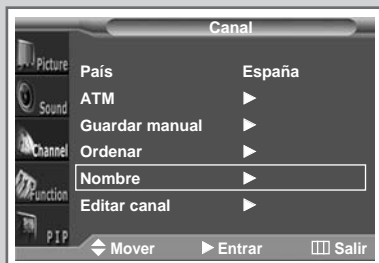 Canal
Picture
Sound
Channel
Function
PIP
País España
ATM
Guardar manual
Ordenar
Nombre
Editar canal
Mover Entrar Salir